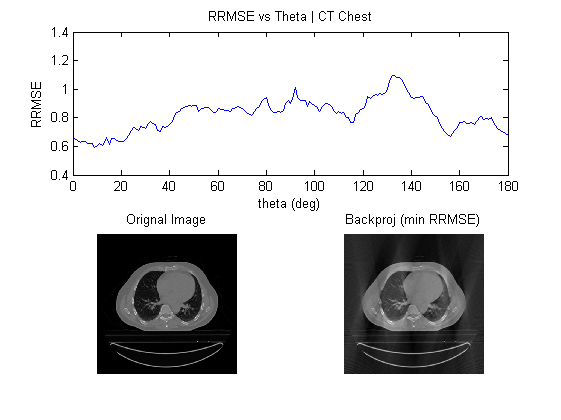 RRMSE vs Theta | CT Chest
1.4
1.2
1
0.8
0.6
0.4
RRMSE
0 20 40 60 80 100 120 140 160 180
theta (deg)
Orignal Image Backproj (min RRMSE)